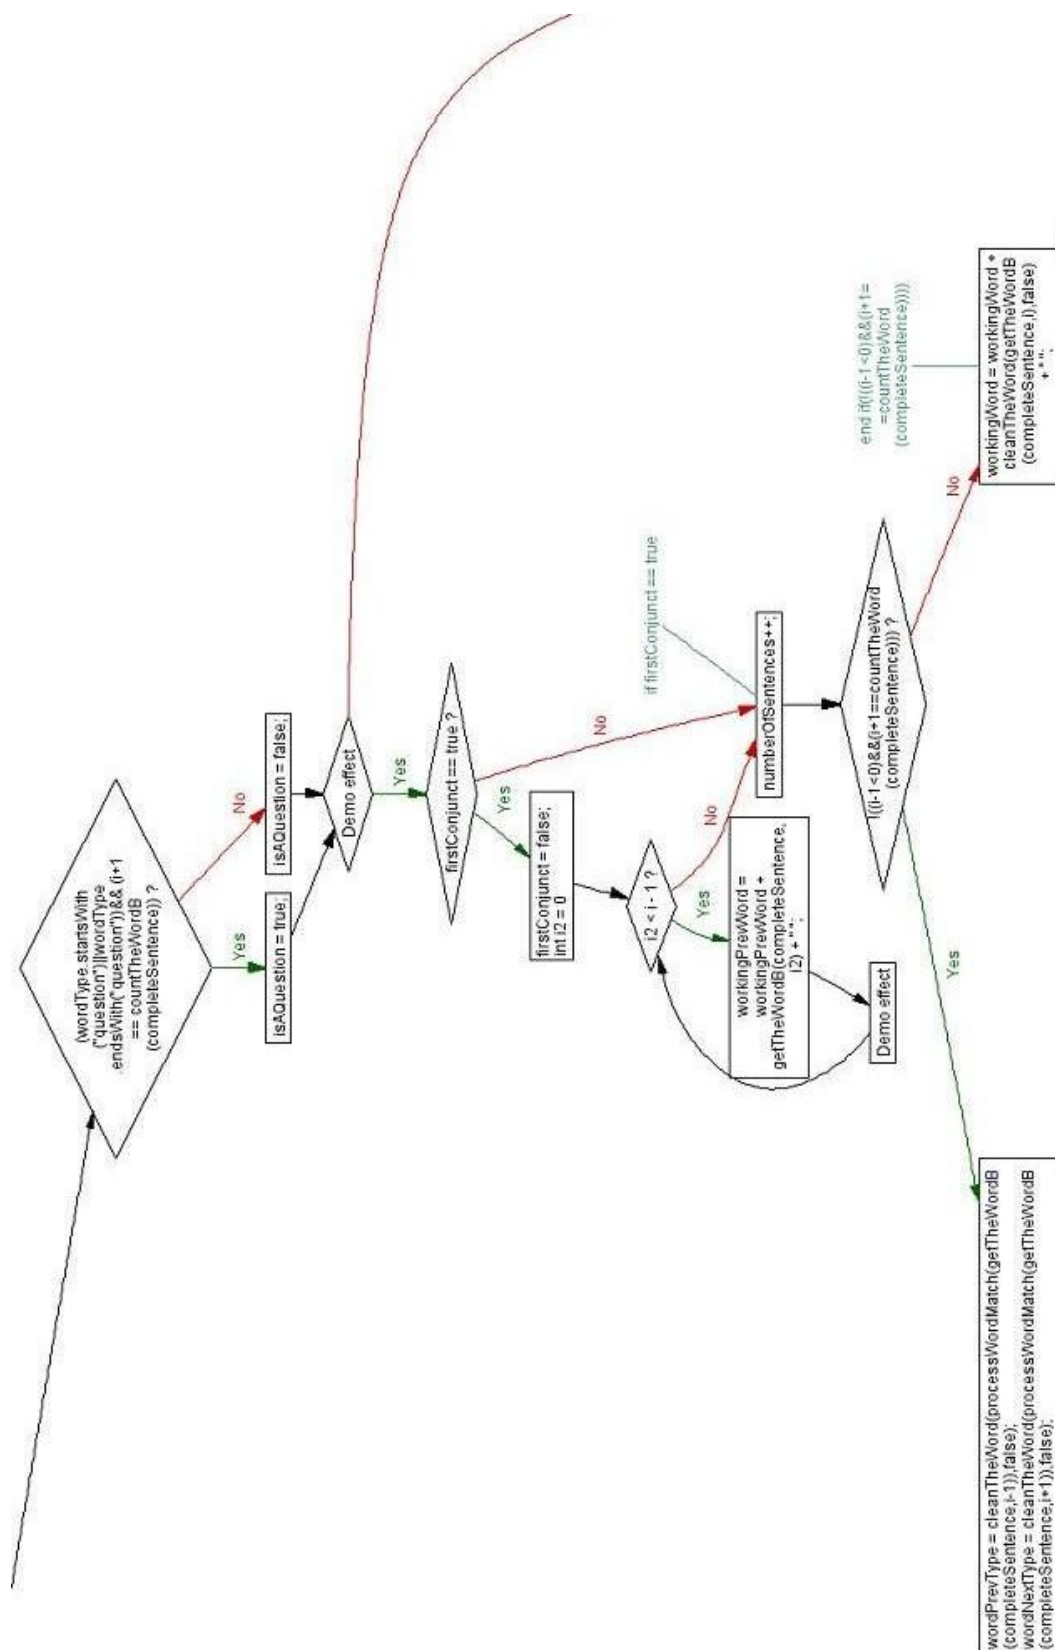 (wordType.startsWith
("question")||wordType
.endsWith("question"))&& (i+1
== countTheWordB
(completeSentence)) ?
Yes
No
isAQuestion = true;
isAQuestion = false;
Demo effect
Yes
firstConjunct == true ?
Yes
No
firstConjunct = false;
int i2 = 0
i2 < i - 1 ?
Yes
No
workingPrevWord =
workingPrevWord +
getTheWordB(completeSentence,
i2) + " ";
Demo effect
if firstConjunct == true
numberOfSentences++;
!((i-1<0)&&(i+1==countTheWord
(completeSentence))) ?
Yes
No
end if(!((i-1<0)&&(i+1=
=countTheWord
(completeSentence))))
wordPrevType = cleanTheWord(processWordMatch(getTheWordB
(completeSentence,i-1)),false);
wordNextType = cleanTheWord(processWordMatch(getTheWordB
(completeSentence,i+1)),false);
workingWord = workingWord +
cleanTheWord(getTheWordB
(completeSentence,i),false)
+ " ";